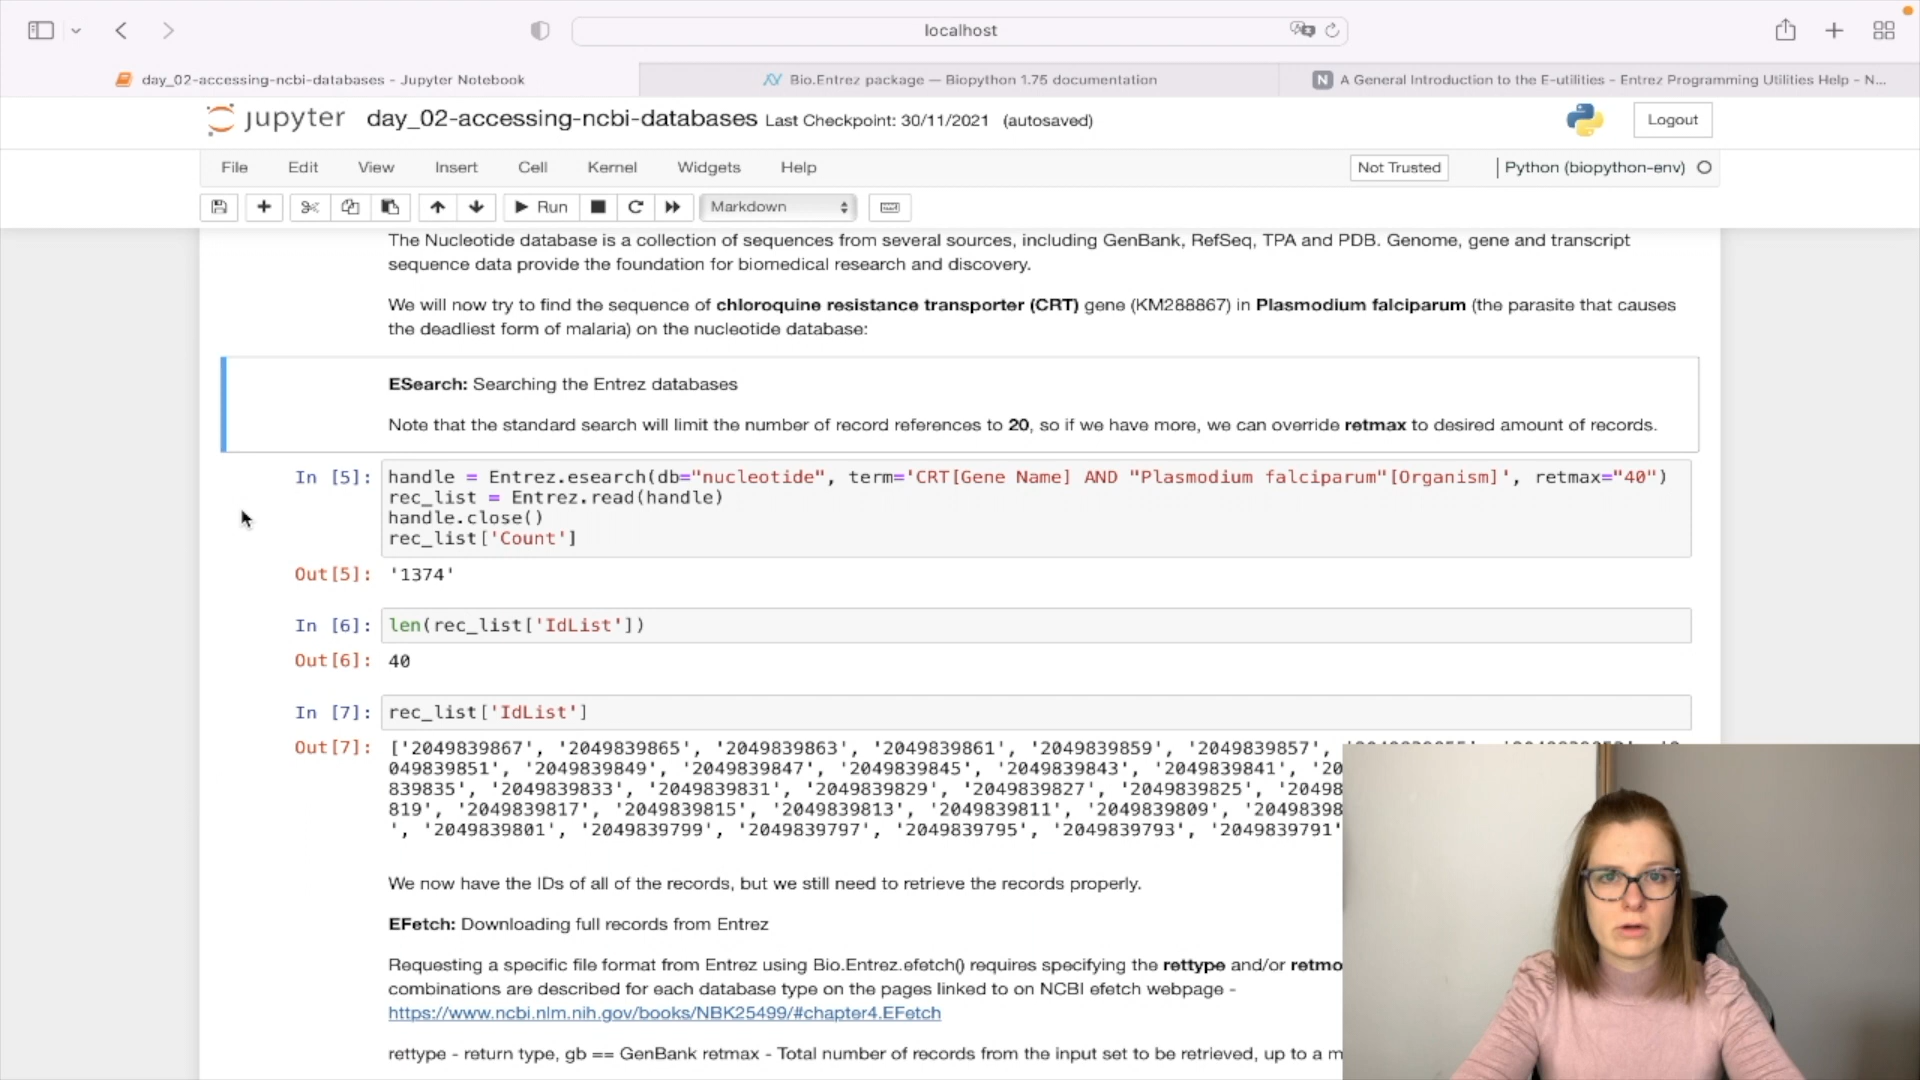 localhost
day_02-accessing-ncbi-databases - Jupyter Notebook
Bio.Entrez package — Biopython 1.75 documentation
N A General Introduction to the E-utilities - Entrez Programming Utilities Help - N...
jupyter day_02-accessing-ncbi-databases Last Checkpoint: 30/11/2021 (autosaved)
Logout
File Edit View Insert Cell Kernel Widgets Help
Not Trusted
Python (biopython-env)
Run
Markdown
The Nucleotide database is a collection of sequences from several sources, including GenBank, RefSeq, TPA and PDB. Genome, gene and transcript
sequence data provide the foundation for biomedical research and discovery.
We will now try to find the sequence of chloroquine resistance transporter (CRT) gene (KM288867) in Plasmodium falciparum (the parasite that causes
the deadliest form of malaria) on the nucleotide database:
ESearch: Searching the Entrez databases
Note that the standard search will limit the number of record references to 20, so if we have more, we can override retmax to desired amount of records.
In [5]: handle = Entrez.esearch(db="nucleotide", term='CRT[Gene Name] AND "Plasmodium falciparum"[Organism]', retmax="40")
rec_list = Entrez.read(handle)
handle.close()
rec_list['Count']
Out[5]: '1374'
In [6]: len(rec_list['IdList'])
Out[6]: 40
In [7]: rec_list['IdList']
Out[7]: ['2049839867', '2049839865', '2049839863', '2049839861', '2049839859', '2049839857',
049839851', '2049839849', '2049839847', '2049839845', '2049839843', '2049839841', '20
839835', '2049839833', '2049839831', '2049839829', '2049839827', '2049839825', '20498
819', '2049839817', '2049839815', '2049839813', '2049839811', '2049839809', '20498398
', '2049839801', '2049839799', '2049839797', '2049839795', '2049839793', '2049839791'
We now have the IDs of all of the records, but we still need to retrieve the records properly.
EFetch: Downloading full records from Entrez
Requesting a specific file format from Entrez using Bio.Entrez.efetch() requires specifying the rettype and/or retmo
combinations are described for each database type on the pages linked to on NCBI efetch webpage -
https://www.ncbi.nlm.nih.gov/books/NBK25499/#chapter4.EFetch
rettype - return type, gb == GenBank retmax - Total number of records from the input set to be retrieved, up to a m